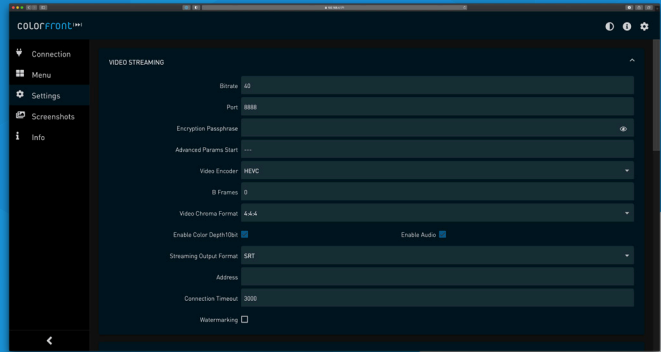 colorfront
Connection
Menu
Settings
Screenshots
Info
VIDEO STREAMING
Bitrate 40
Port 8888
Encryption Passphrase
Advanced Params Start ---
Video Encoder HEVC
B Frames 0
Video Chroma Format 4:4:4
Enable Color Depth10bit Enable Audio
Streaming Output Format SRT
Address
Connection Timeout 3000
Watermarking